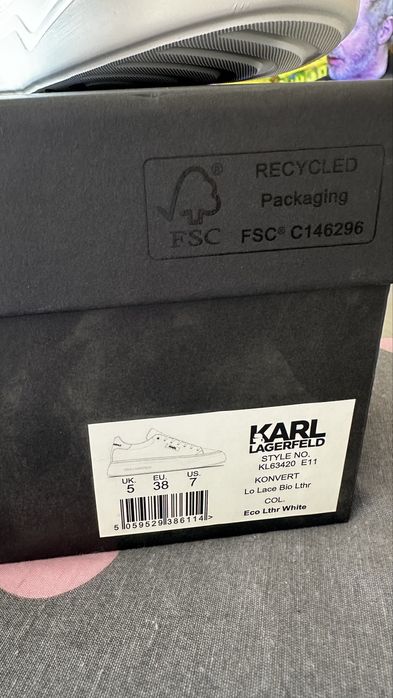 RECYCLED
Packaging
FSC® C146296
FSC
KARL
LAGERFELD
STYLE NO.
KL63420 E11
KONVERT
Lo Lace Bio Lthr
COL.
Eco Lthr White
UK. EU. US.
5 38 7
5 059529 386114 >